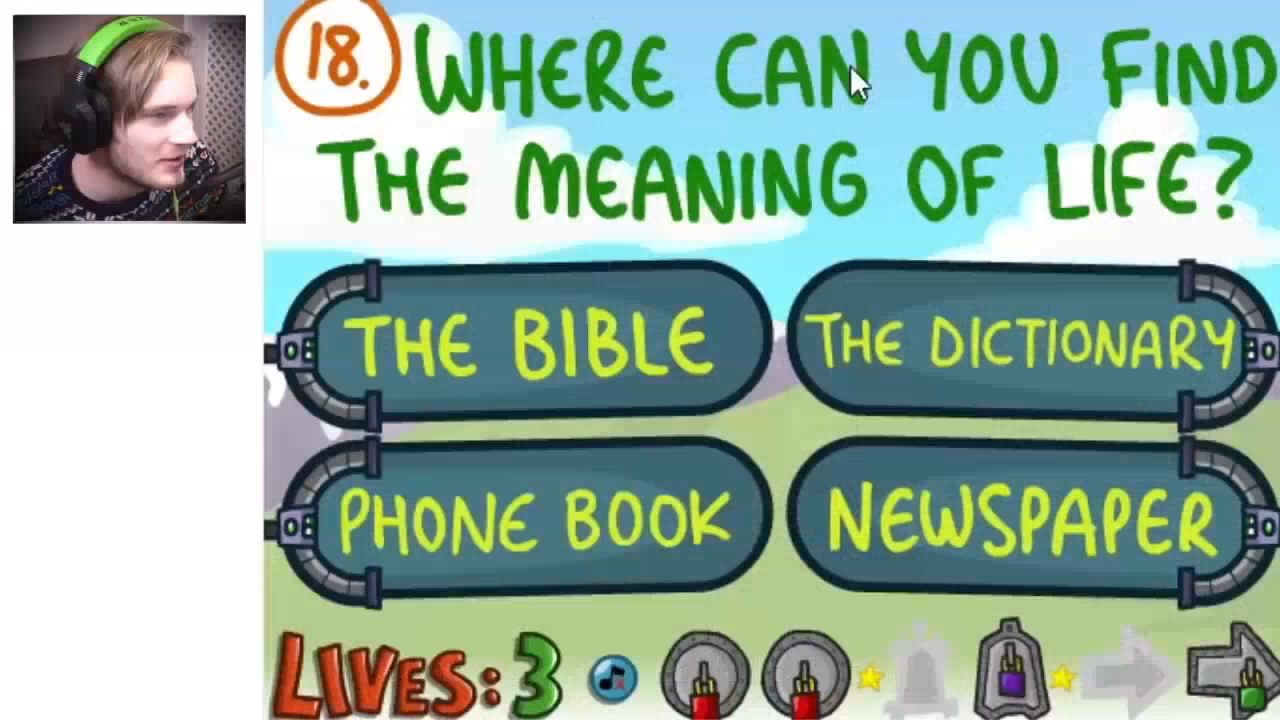 18. WHERE CAN YOU FIND
THE MEANING OF LIFE?
THE BIBLE
THE DICTIONARY
PHONE BOOK
NEWSPAPER
LIVES: 3